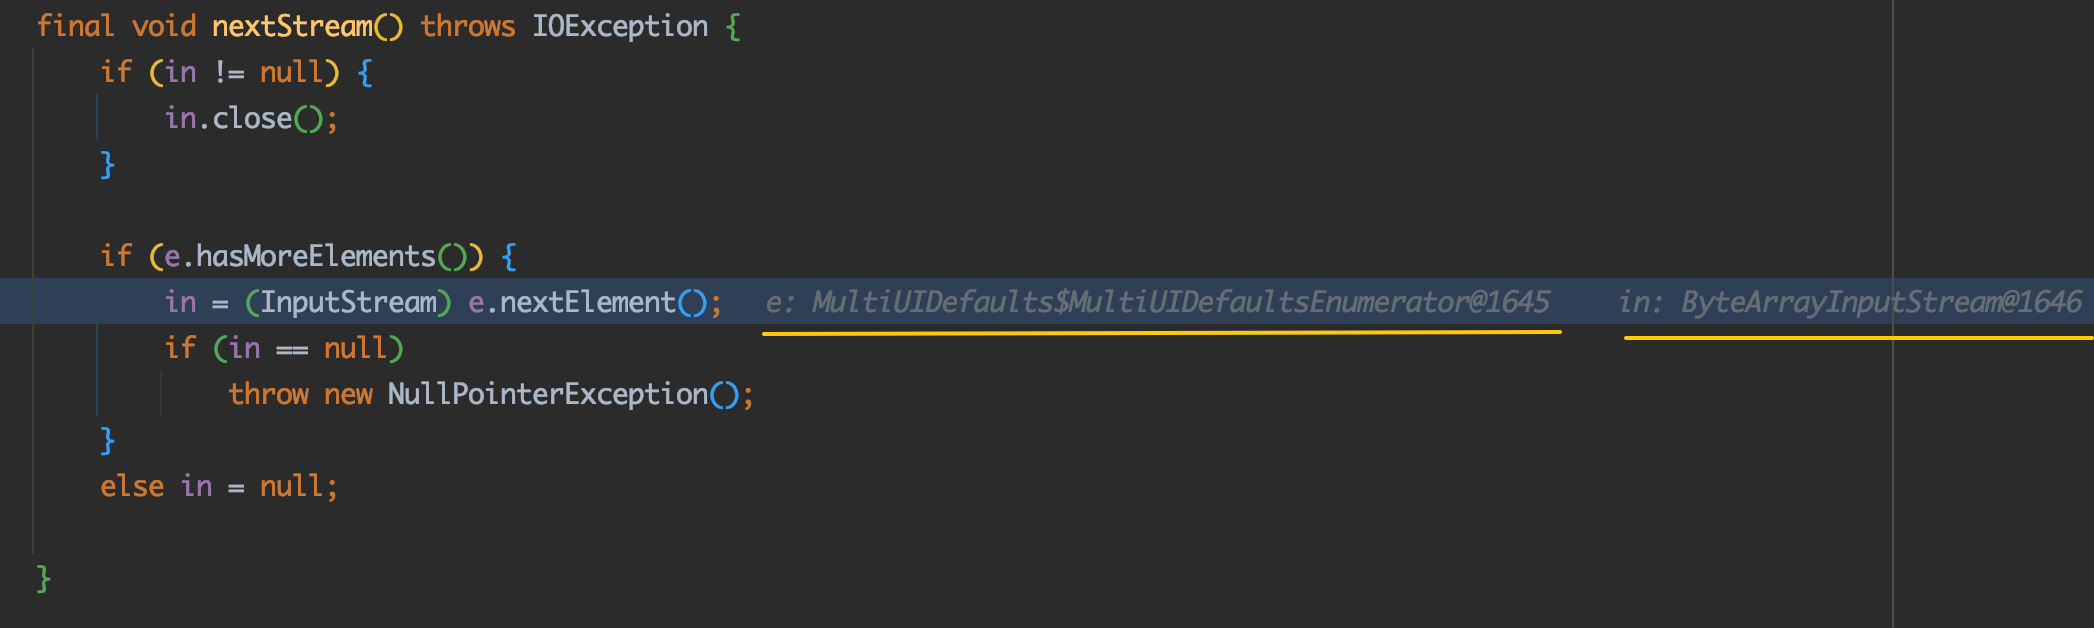 final void nextStream() throws IOException {
if (in != null) {
in.close();
}
if (e.hasMoreElements()) {
in = (InputStream) e.nextElement(); e: MultiUIDefaults$MultiUIDefaultsEnumerator@1645 in: ByteArrayInputStream@1646
if (in == null)
throw new NullPointerException();
}
else in = null;
}